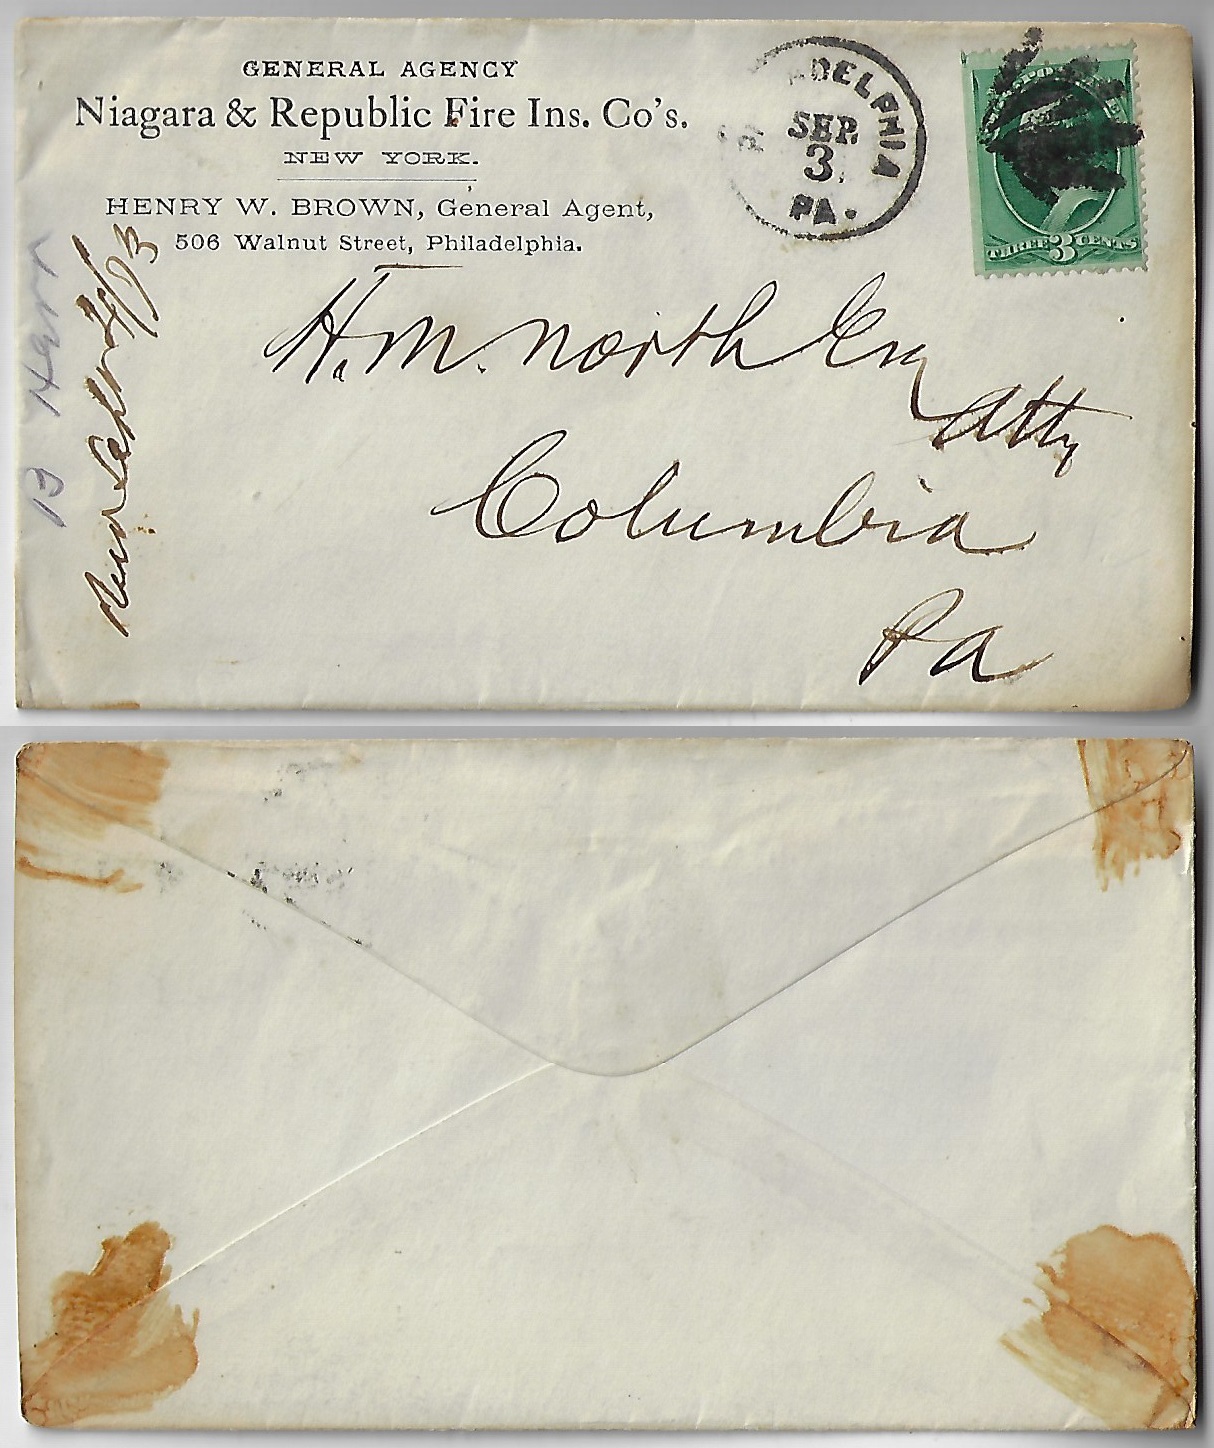 GENERAL AGENCY
Niagara & Republic Fire Ins. Co's.
NEW YORK.
HENRY W. BROWN, General Agent,
506 Walnut Street, Philadelphia.
ADELPHIA
SEP.
3
PA.
THREE 3 CENTS
H. M. North Esq
Atty
Columbia
Pa